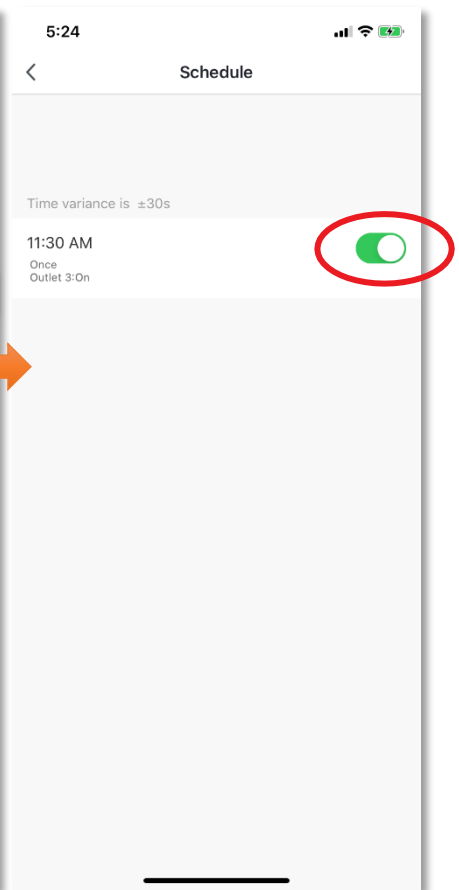 5:24
Schedule
Time variance is ±30s
11:30 AM
Once
Outlet 3:On